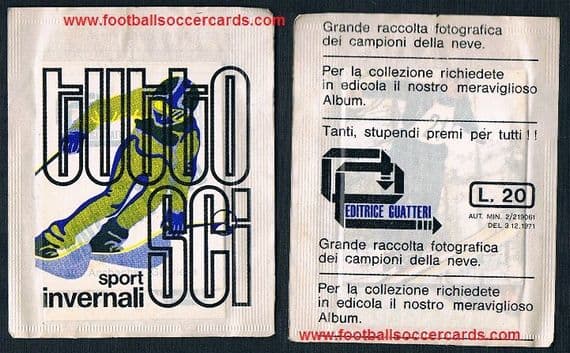 www.footballsoccercards.com
tutto
sci
sport
invernali
Grande raccolta fotografica
dei campioni della neve.
Per la collezione richiedete
in edicola il nostro meraviglioso
Album.
Tanti, stupendi premi per tutti !!
EDITRICE GUATTERI
L. 20
AUT. MIN. 2/219061
DEL 3.12.1971
Grande raccolta fotografica
dei campioni della neve.
Per la collezione richiedete
in edicola il nostro meraviglioso
Album.
www.footballsoccercards.com